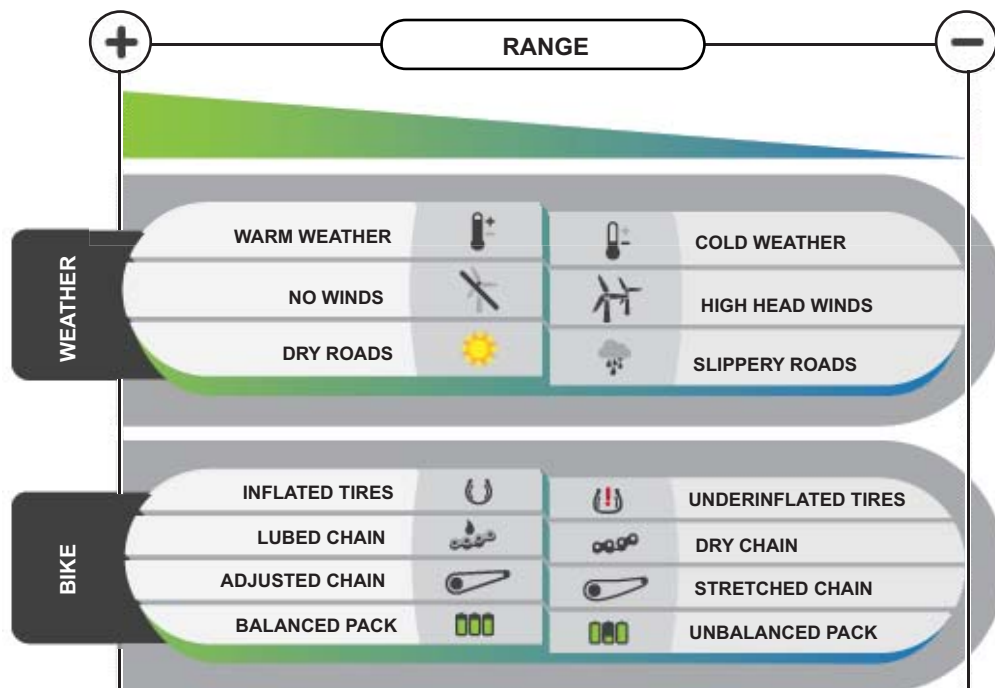 RANGE
WEATHER
WARM WEATHER
COLD WEATHER
NO WINDS
HIGH HEAD WINDS
DRY ROADS
SLIPPERY ROADS
BIKE
INFLATED TIRES
UNDERINFLATED TIRES
LUBED CHAIN
DRY CHAIN
ADJUSTED CHAIN
STRETCHED CHAIN
BALANCED PACK
UNBALANCED PACK